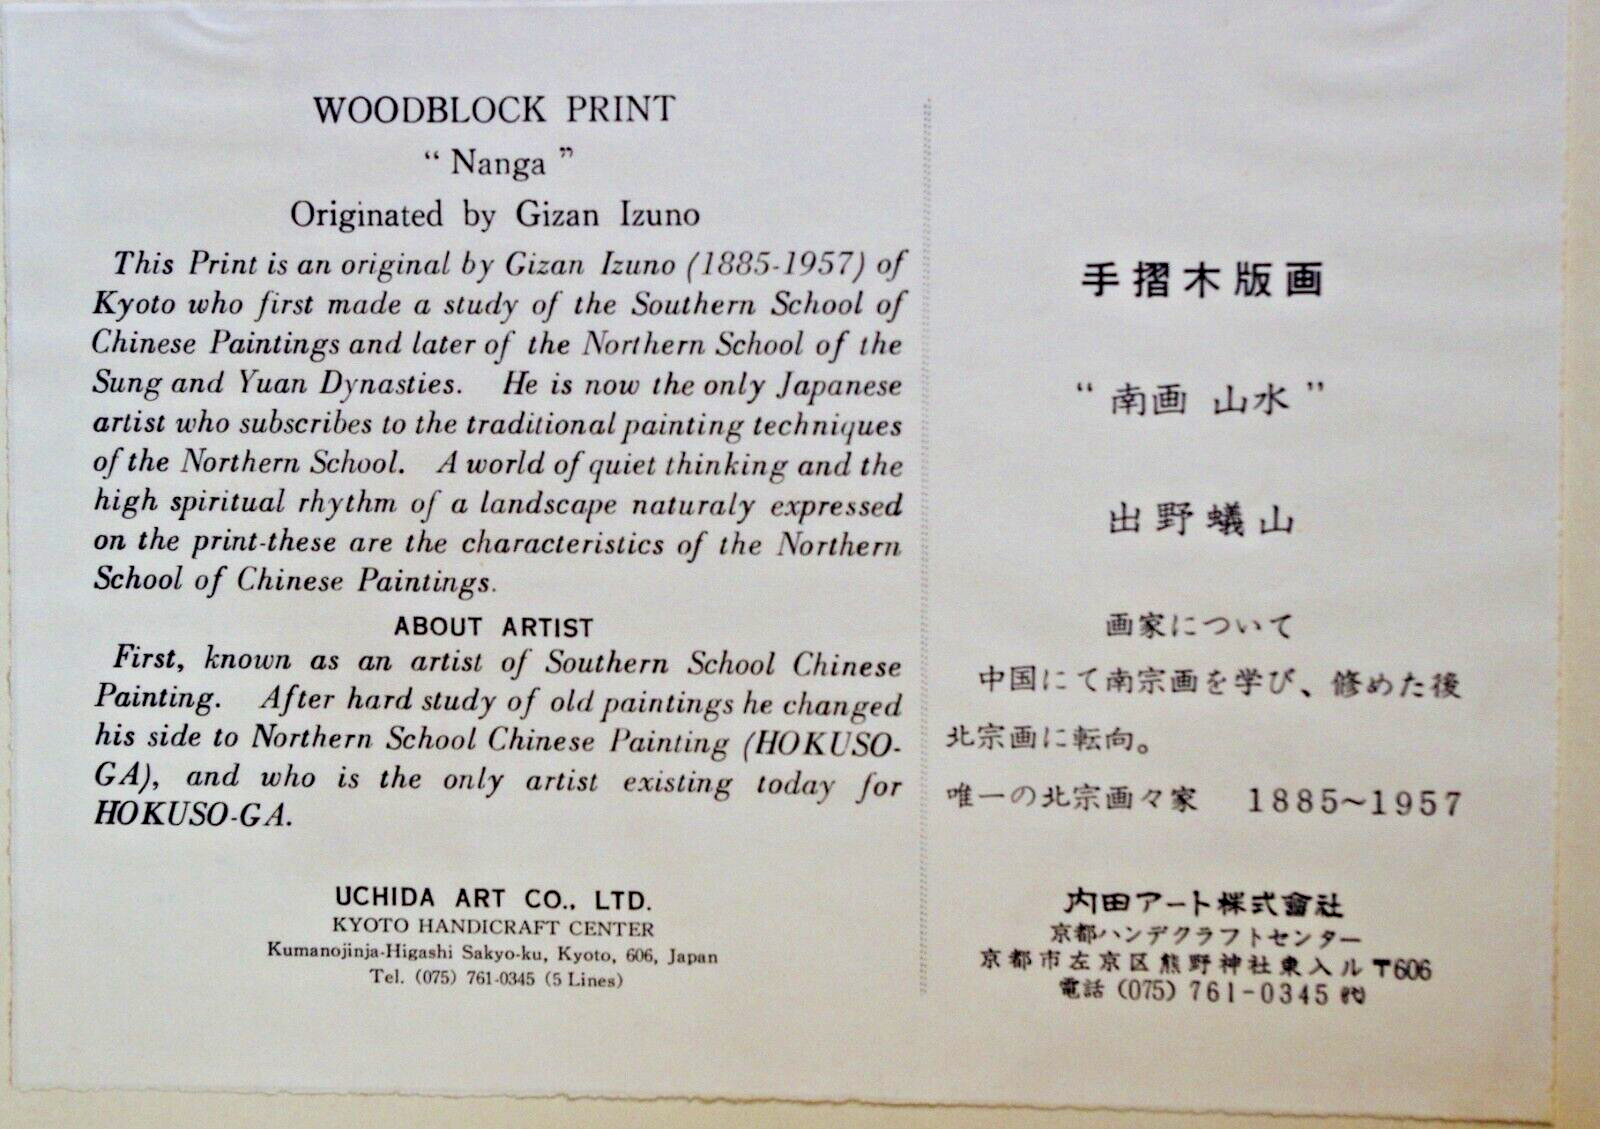 WOODBLOCK PRINT
“ Nanga ”
Originated by Gizan Izuno
This Print is an original by Gizan Izuno (1885-1957) of
Kyoto who first made a study of the Southern School of
Chinese Paintings and later of the Northern School of the
Sung and Yuan Dynasties. He is now the only Japanese
artist who subscribes to the traditional painting techniques
of the Northern School. A world of quiet thinking and the
high spiritual rhythm of a landscape naturaly expressed
on the print-these are the characteristics of the Northern
School of Chinese Paintings.
ABOUT ARTIST
First, known as an artist of Southern School Chinese
Painting. After hard study of old paintings he changed
his side to Northern School Chinese Painting (HOKUSO-
GA), and who is the only artist existing today for
HOKUSO-GA.
UCHIDA ART CO., LTD.
KYOTO HANDICRAFT CENTER
Kumanojinja-Higashi Sakyo-ku, Kyoto, 606, Japan
Tel. (075) 761-0345 (5 Lines)
手摺木版画
“南画 山水”
出野蟻山
画家について
中国にて南宗画を学び、修めた後
北宗画に転向。
唯一の北宗画々家 1885~1957
内田アート株式會社
京都ハンデクラフトセンター
京都市左京区熊野神社東入ル〒606
電話 (075) 761-0345 ㈹